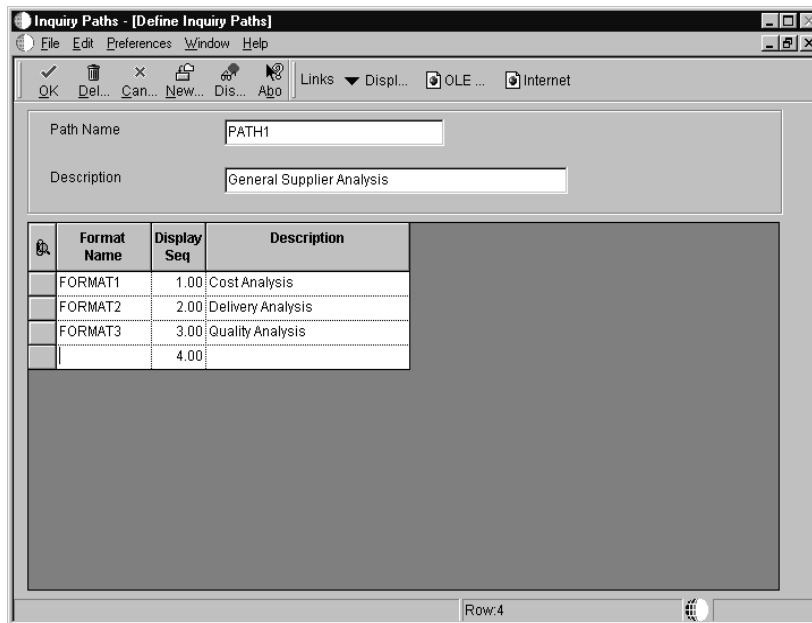 Inquiry Paths - [Define Inquiry Paths]
File Edit Preferences Window Help
OK Del... Can... New... Dis... Abo Links Displ... OLE ... Internet
Path Name PATH1
Description General Supplier Analysis
Format Name Display Seq Description
FORMAT1 1.00 Cost Analysis
FORMAT2 2.00 Delivery Analysis
FORMAT3 3.00 Quality Analysis
4.00
Row:4